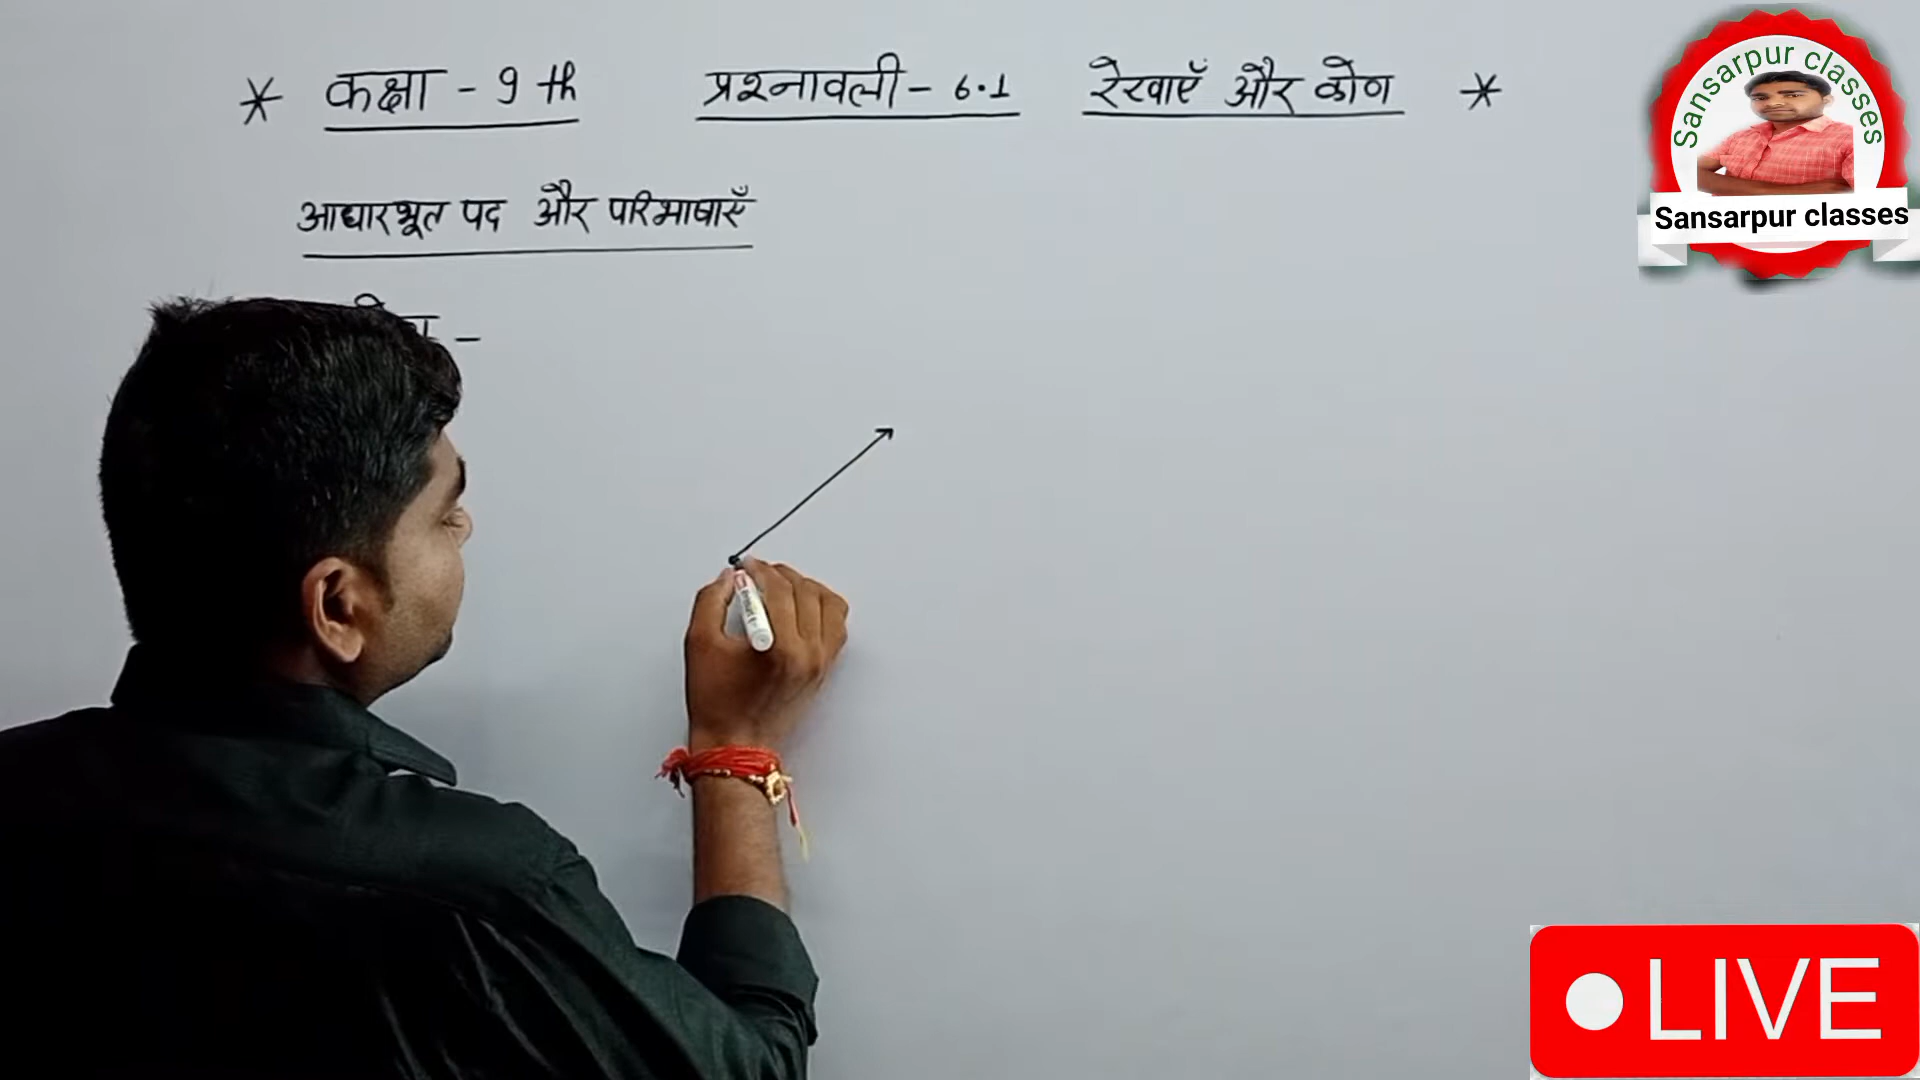 * कक्षा - 9 th प्रश्नावली - 6.1 रेखाएँ और कोण *
आधारभूत पद और परिभाषाएँ
Sansarpur classes
Sansarpur classes
LIVE